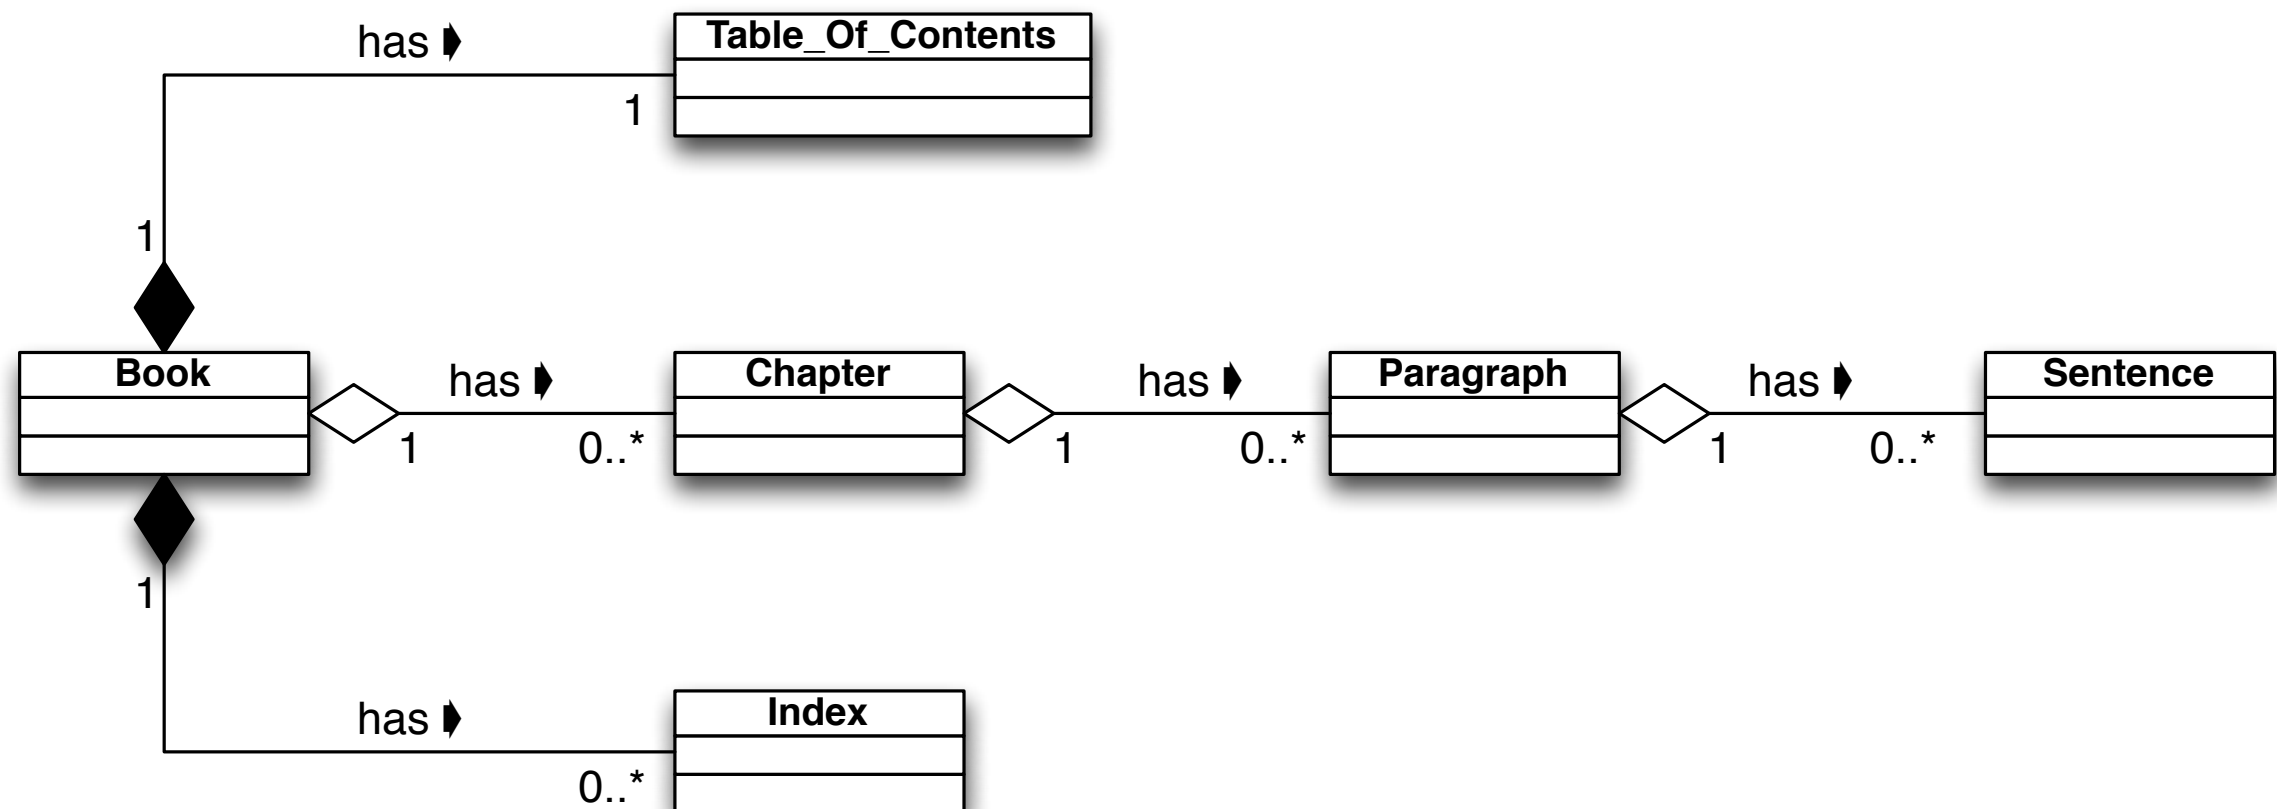 has
Table_Of_Contents
1
1
Book
has
1
0..*
Chapter
has
1
0..*
Paragraph
has
1
0..*
Sentence
1
has
Index
0..*